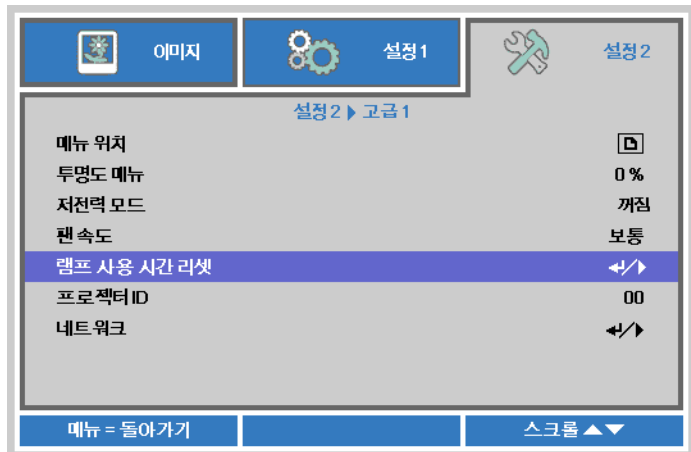 이미지 설정1 설정2
설정2 ▶ 고급1
메뉴 위치
투명도 메뉴 0 %
저전력 모드 꺼짐
팬 속도 보통
램프 사용 시간 리셋 ↵/▶
프로젝터 ID 00
네트워크 ↵/▶
메뉴 = 돌아가기 스크롤 ▲▼